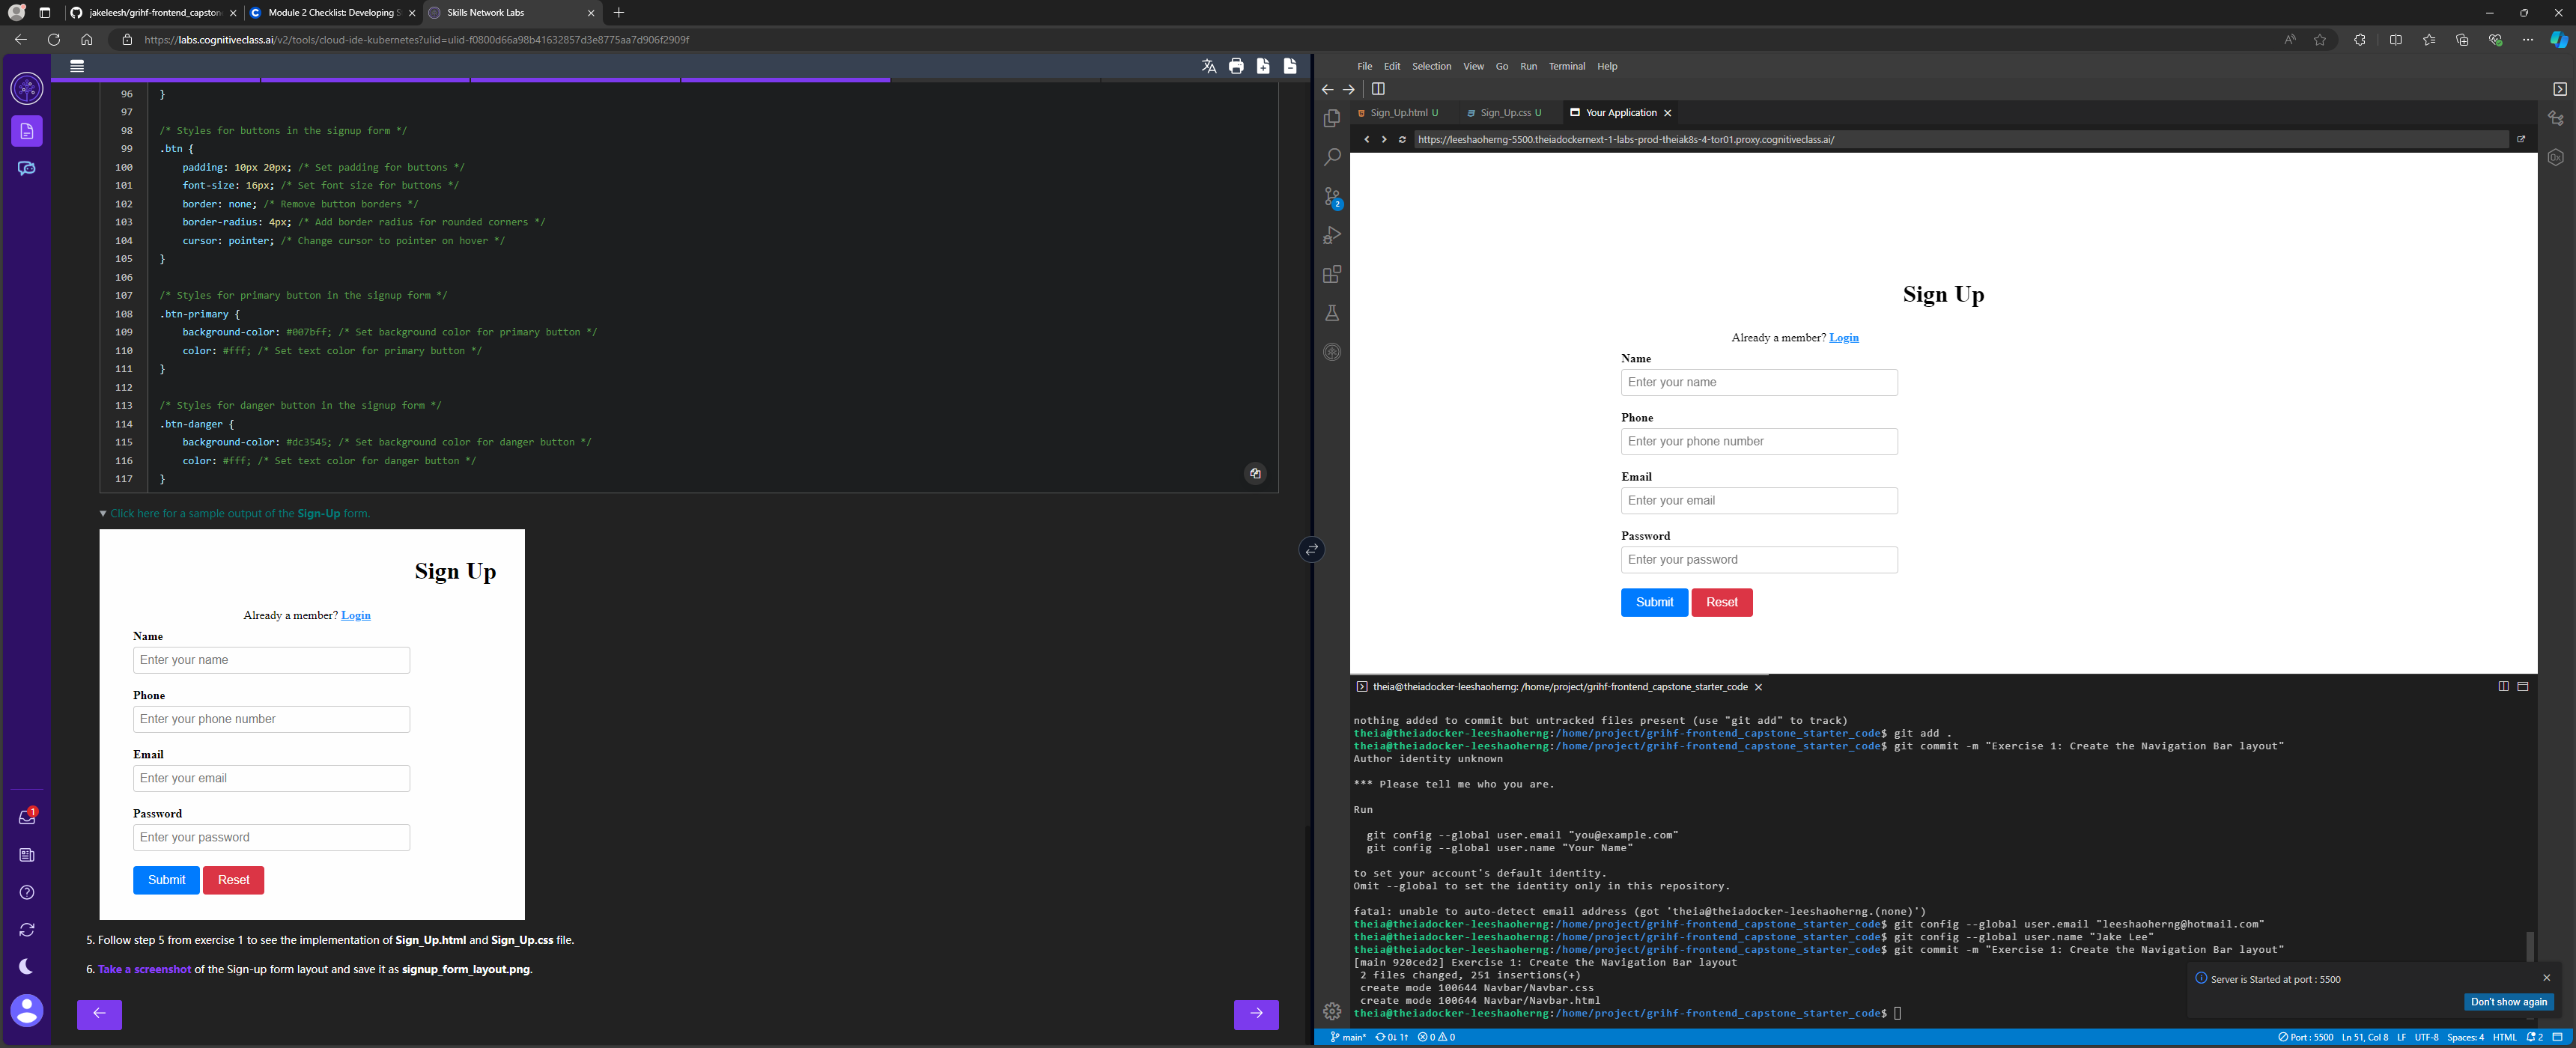 jakeleesh/grihf-frontend_capston
Module 2 Checklist: Developing S
Skills Network Labs
https://labs.cognitiveclass.ai/v2/tools/cloud-ide-kubernetes?ulid=ulid-f0800d66a98b41632857d3e8775aa7d906f2909f
96 }
97
98 /* Styles for buttons in the signup form */
99 .btn {
100 padding: 10px 20px; /* Set padding for buttons */
101 font-size: 16px; /* Set font size for buttons */
102 border: none; /* Remove button borders */
103 border-radius: 4px; /* Add border radius for rounded corners */
104 cursor: pointer; /* Change cursor to pointer on hover */
105 }
106
107 /* Styles for primary button in the signup form */
108 .btn-primary {
109 background-color: #007bff; /* Set background color for primary button */
110 color: #fff; /* Set text color for primary button */
111 }
112
113 /* Styles for danger button in the signup form */
114 .btn-danger {
115 background-color: #dc3545; /* Set background color for danger button */
116 color: #fff; /* Set text color for danger button */
117 }
Click here for a sample output of the Sign-Up form.
Sign Up
Already a member? Login
Name
Enter your name
Phone
Enter your phone number
Email
Enter your email
Password
Enter your password
Submit Reset
5. Follow step 5 from exercise 1 to see the implementation of Sign_Up.html and Sign_Up.css file.
6. Take a screenshot of the Sign-up form layout and save it as signup_form_layout.png.
1
File Edit Selection View Go Run Terminal Help
Sign_Up.html U Sign_Up.css U Your Application
https://leeshaoherng-5500.theiadockernext-1-labs-prod-theiak8s-4-tor01.proxy.cognitiveclass.ai/
2
Sign Up
Already a member? Login
Name
Enter your name
Phone
Enter your phone number
Email
Enter your email
Password
Enter your password
Submit Reset
theia@theiadocker-leeshaoherng: /home/project/grihf-frontend_capstone_starter_code
nothing added to commit but untracked files present (use "git add" to track)
theia@theiadocker-leeshaoherng:/home/project/grihf-frontend_capstone_starter_code$ git add .
theia@theiadocker-leeshaoherng:/home/project/grihf-frontend_capstone_starter_code$ git commit -m "Exercise 1: Create the Navigation Bar layout"
Author identity unknown
*** Please tell me who you are.
Run
git config --global user.email "you@example.com"
git config --global user.name "Your Name"
to set your account's default identity.
Omit --global to set the identity only in this repository.
fatal: unable to auto-detect email address (got 'theia@theiadocker-leeshaoherng.(none)')
theia@theiadocker-leeshaoherng:/home/project/grihf-frontend_capstone_starter_code$ git config --global user.email "leeshaoherng@hotmail.com"
theia@theiadocker-leeshaoherng:/home/project/grihf-frontend_capstone_starter_code$ git config --global user.name "Jake Lee"
theia@theiadocker-leeshaoherng:/home/project/grihf-frontend_capstone_starter_code$ git commit -m "Exercise 1: Create the Navigation Bar layout"
[main 920ced2] Exercise 1: Create the Navigation Bar layout
2 files changed, 251 insertions(+)
create mode 100644 Navbar/Navbar.css
create mode 100644 Navbar/Navbar.html
theia@theiadocker-leeshaoherng:/home/project/grihf-frontend_capstone_starter_code$
Server is Started at port : 5500
Don't show again
main* 0↓ 1↑ 0 0 Port : 5500 Ln 51, Col 8 LF UTF-8 Spaces: 4 HTML 2